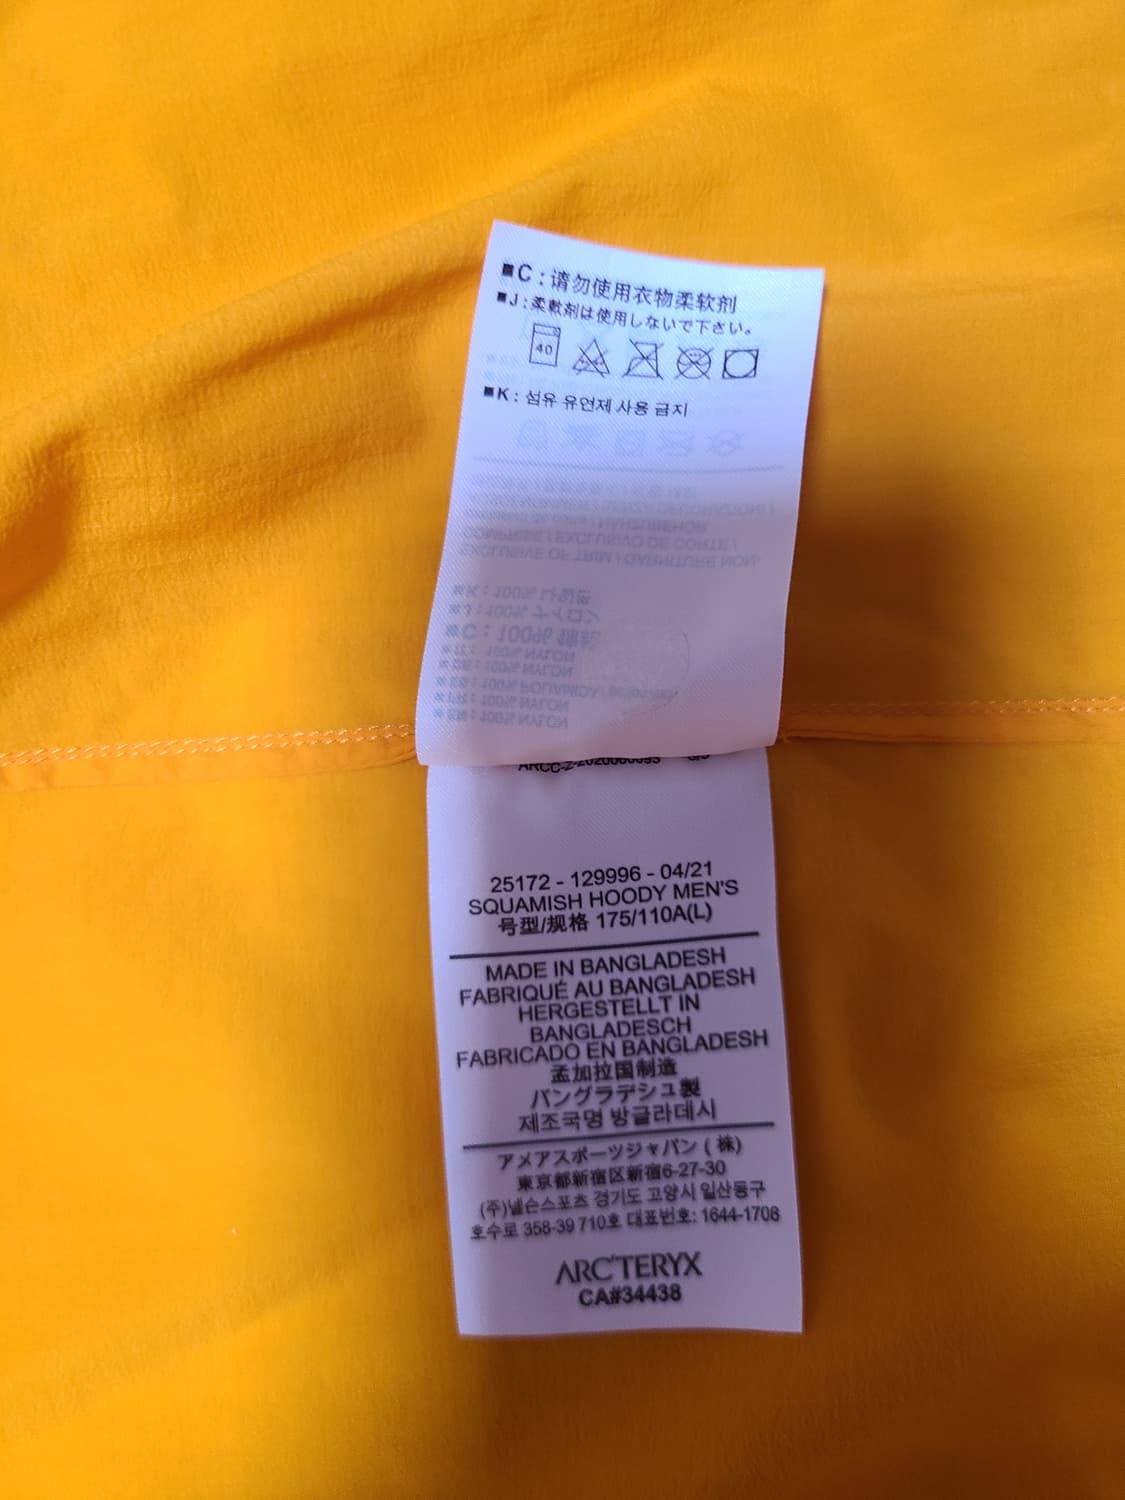 ■C : 请勿使用衣物柔软剂
■J : 柔軟剤は使用しないで下さい。
40
■K : 섬유 유연제 사용 금지
25172 - 129996 - 04/21
SQUAMISH HOODY MEN'S
号型/规格 175/110A(L)
MADE IN BANGLADESH
FABRIQUÉ AU BANGLADESH
HERGESTELLT IN
BANGLADESCH
FABRICADO EN BANGLADESH
孟加拉国制造
バングラデシュ製
제조국명 방글라데시
アメアスポーツジャパン ( 株)
東京都新宿区新宿6-27-30
(주)넬슨스포츠 경기도 고양시 일산동구
호수로 358-39 710호 대표번호: 1644-1708
ARC'TERYX
CA#34438